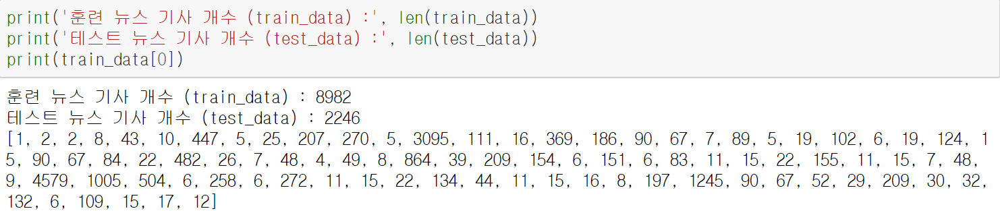 print('훈련 뉴스 기사 개수 (train_data) :', len(train_data))
print('테스트 뉴스 기사 개수 (test_data) :', len(test_data))
print(train_data[0])
훈련 뉴스 기사 개수 (train_data) : 8982
테스트 뉴스 기사 개수 (test_data) : 2246
[1, 2, 2, 8, 43, 10, 447, 5, 25, 207, 270, 5, 3095, 111, 16, 369, 186, 90, 67, 7, 89, 5, 19, 102, 6, 19, 124, 1
5, 90, 67, 84, 22, 482, 26, 7, 48, 4, 49, 8, 864, 39, 209, 154, 6, 151, 6, 83, 11, 15, 22, 155, 11, 15, 7, 48,
9, 4579, 1005, 504, 6, 258, 6, 272, 11, 15, 22, 134, 44, 11, 15, 16, 8, 197, 1245, 90, 67, 52, 29, 209, 30, 32,
132, 6, 109, 15, 17, 12]